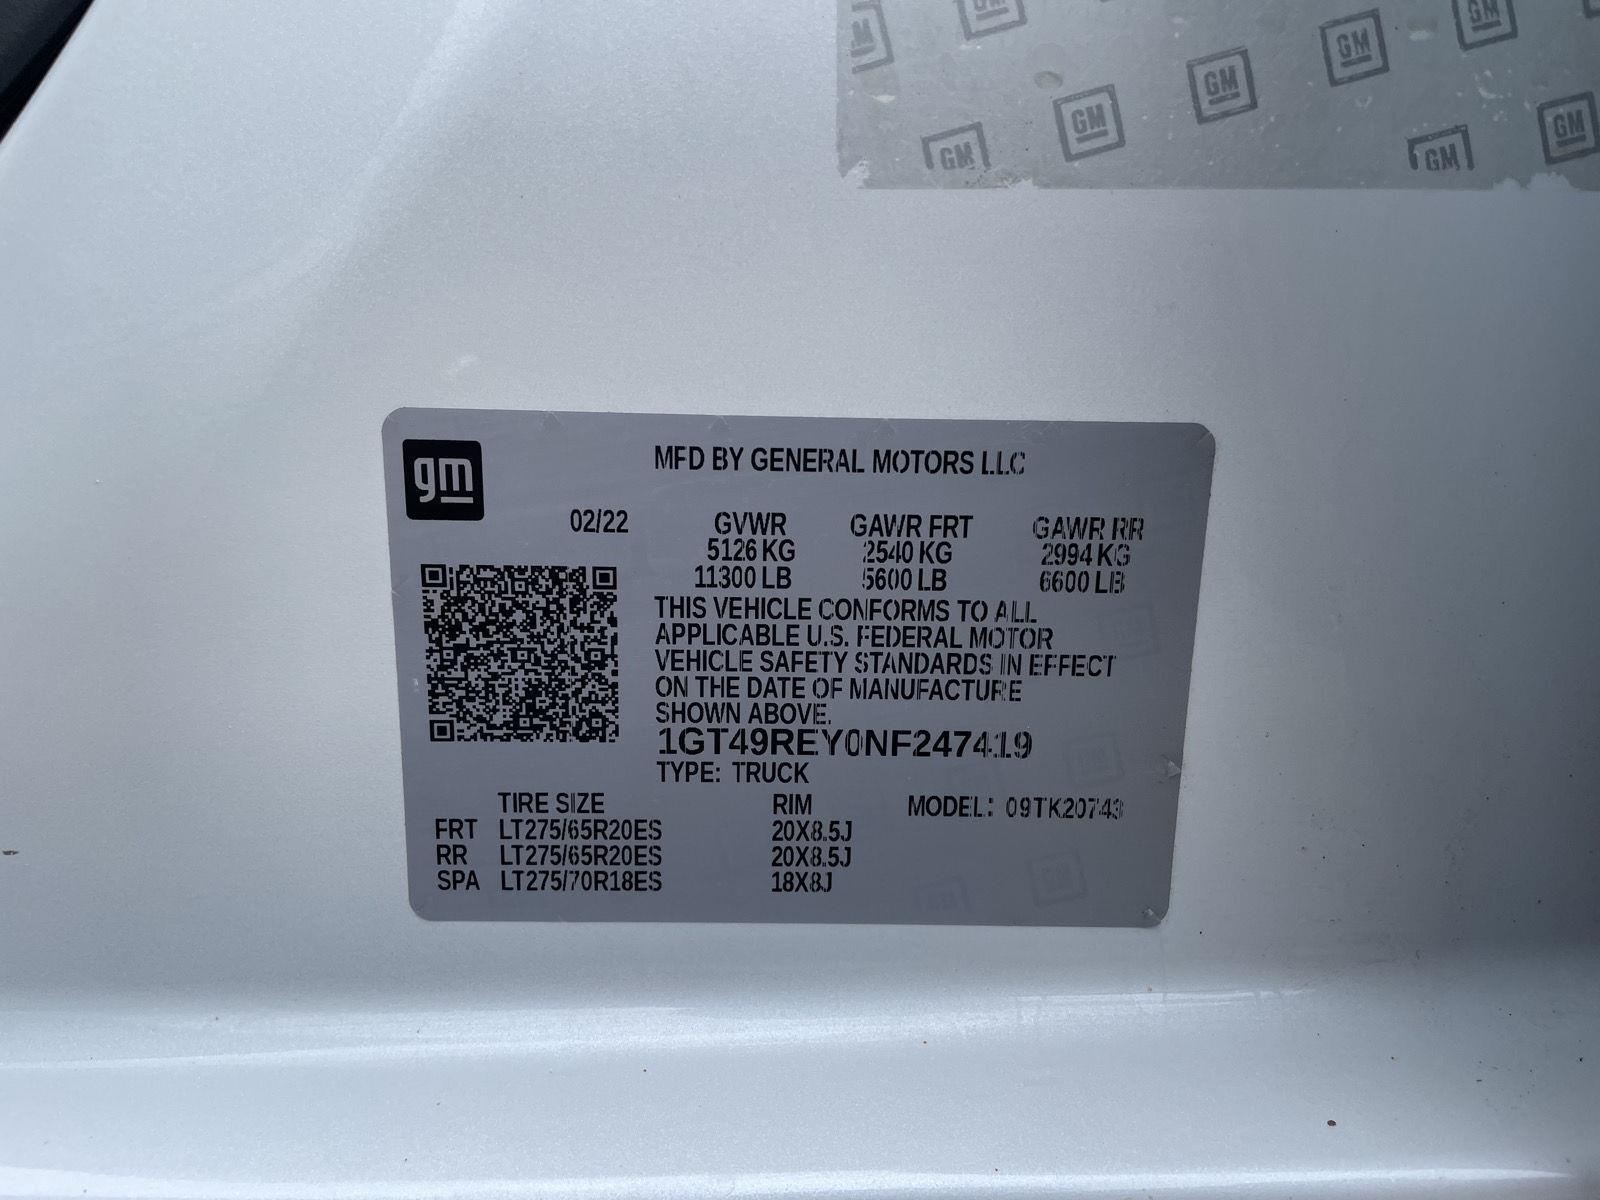 GM GM GM GM
GM GM GM GM GM
gm
MFD BY GENERAL MOTORS LLC
02/22 GVWR GAWR FRT GAWR RR
5126 KG 2540 KG 2994 KG
11300 LB 5600 LB 6600 LB
THIS VEHICLE CONFORMS TO ALL
APPLICABLE U.S. FEDERAL MOTOR
VEHICLE SAFETY STANDARDS IN EFFECT
ON THE DATE OF MANUFACTURE
SHOWN ABOVE.
1GT49REY0NF247419
TYPE: TRUCK
TIRE SIZE RIM MODEL: 09TK20743
FRT LT275/65R20ES 20X8.5J
RR LT275/65R20ES 20X8.5J
SPA LT275/70R18ES 18X8J